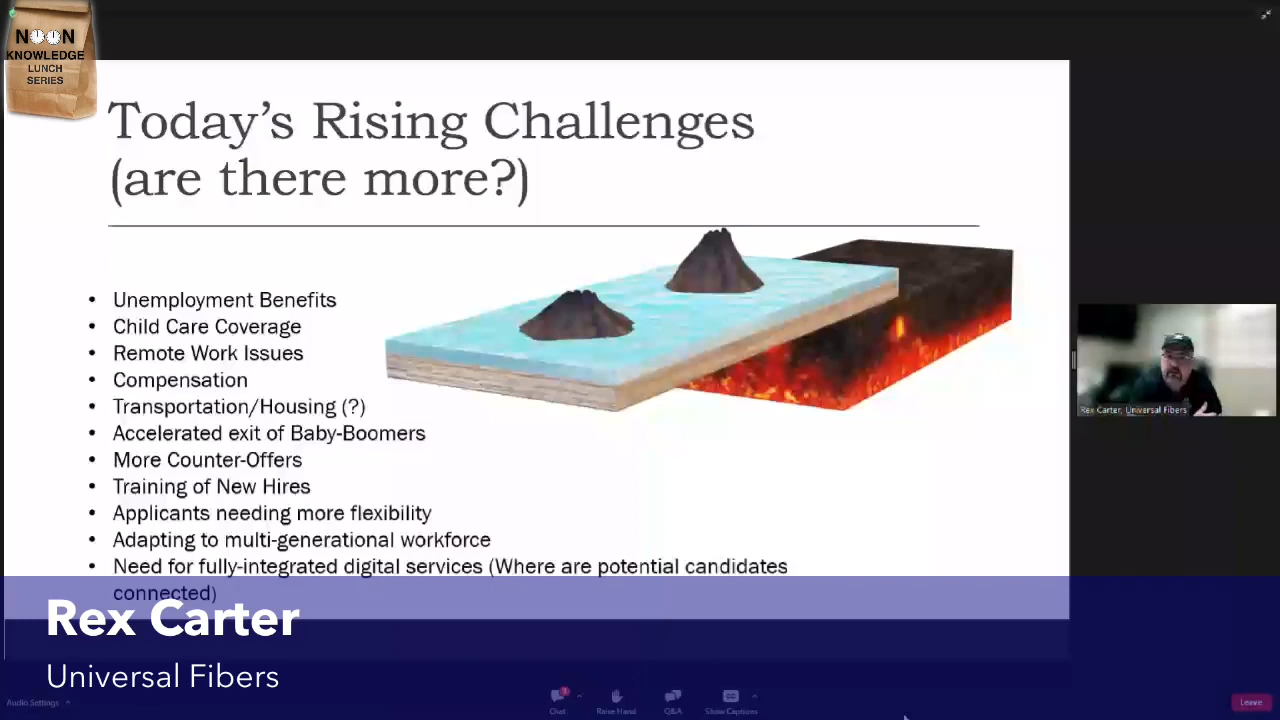 NOON
KNOWLEDGE
LUNCH
SERIES
Today's Rising Challenges
(are there more?)
• Unemployment Benefits
• Child Care Coverage
• Remote Work Issues
• Compensation
• Transportation/Housing (?)
• Accelerated exit of Baby-Boomers
• More Counter-Offers
• Training of New Hires
• Applicants needing more flexibility
• Adapting to multi-generational workforce
• Need for fully-integrated digital services (Where are potential candidates
connected)
Rex Carter, Universal Fibers
Rex Carter
Universal Fibers
Audio Settings
Chat
Raise Hand
Q&A
Show Captions
Leave